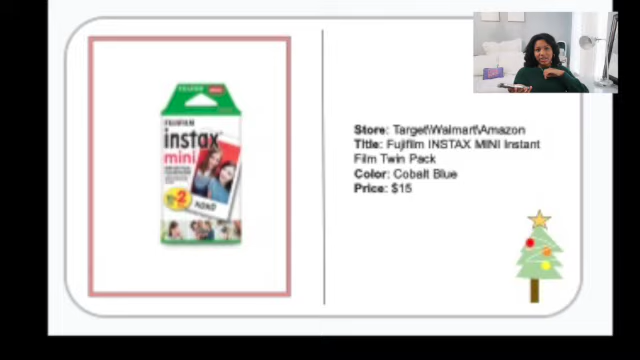 Store: Target\Walmart\Amazon
Title: Fujifilm INSTAX MINI Instant
Film Twin Pack
Color: Cobalt Blue
Price: $15
FUJIFILM
instax
mini
2